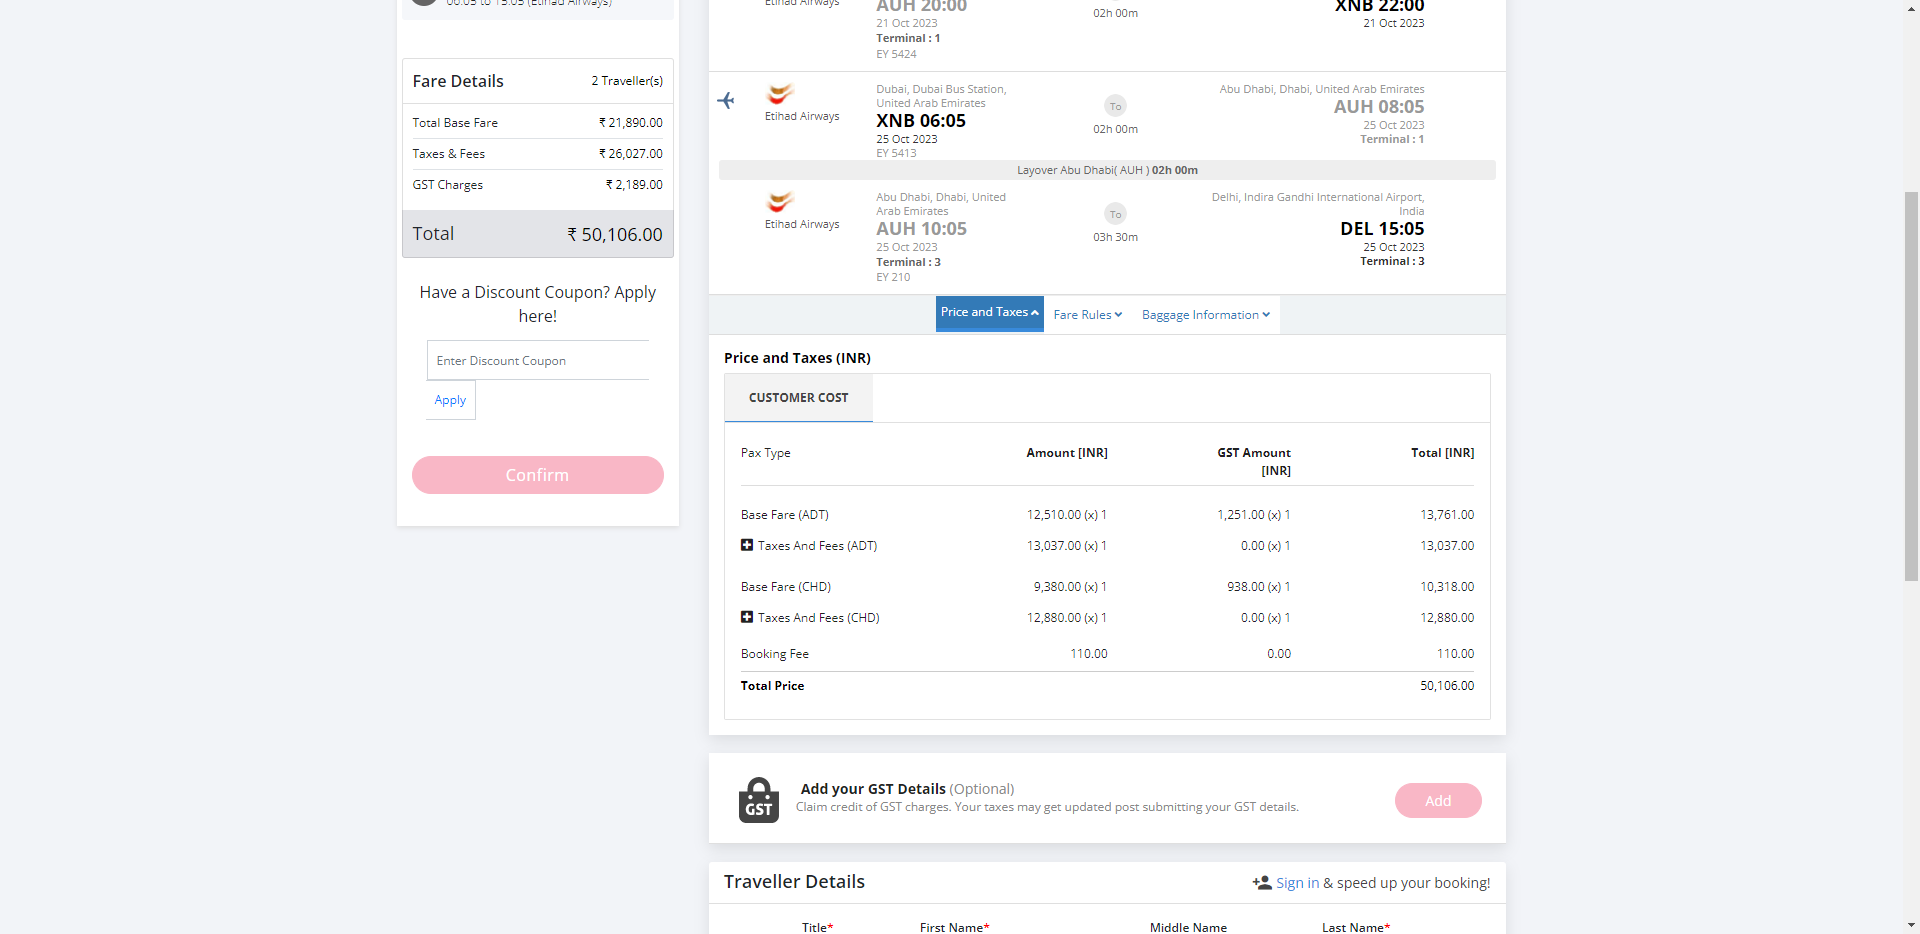 06:05 to 15:05 (Etihad Airways)
Fare Details
2 Traveller(s)
Total Base Fare
₹ 21,890.00
Taxes & Fees
₹ 26,027.00
GST Charges
₹ 2,189.00
Total
₹ 50,106.00
Have a Discount Coupon? Apply
here!
Enter Discount Coupon
Apply
Confirm
Etihad Airways
AUH 20:00
21 Oct 2023
Terminal : 1
EY 5424
02h 00m
XNB 22:00
21 Oct 2023
Etihad Airways
Dubai, Dubai Bus Station,
United Arab Emirates
XNB 06:05
25 Oct 2023
EY 5413
To
02h 00m
Abu Dhabi, Dhabi, United Arab Emirates
AUH 08:05
25 Oct 2023
Terminal : 1
Layover Abu Dhabi( AUH ) 02h 00m
Etihad Airways
Abu Dhabi, Dhabi, United
Arab Emirates
AUH 10:05
25 Oct 2023
Terminal : 3
EY 210
To
03h 30m
Delhi, Indira Gandhi International Airport,
India
DEL 15:05
25 Oct 2023
Terminal : 3
Price and Taxes
Fare Rules
Baggage Information
Price and Taxes (INR)
CUSTOMER COST
Pax Type
Amount [INR]
GST Amount
[INR]
Total [INR]
Base Fare (ADT)
12,510.00 (x) 1
1,251.00 (x) 1
13,761.00
Taxes And Fees (ADT)
13,037.00 (x) 1
0.00 (x) 1
13,037.00
Base Fare (CHD)
9,380.00 (x) 1
938.00 (x) 1
10,318.00
Taxes And Fees (CHD)
12,880.00 (x) 1
0.00 (x) 1
12,880.00
Booking Fee
110.00
0.00
110.00
Total Price
50,106.00
GST
Add your GST Details (Optional)
Claim credit of GST charges. Your taxes may get updated post submitting your GST details.
Add
Traveller Details
Sign in & speed up your booking!
Title*
First Name*
Middle Name
Last Name*